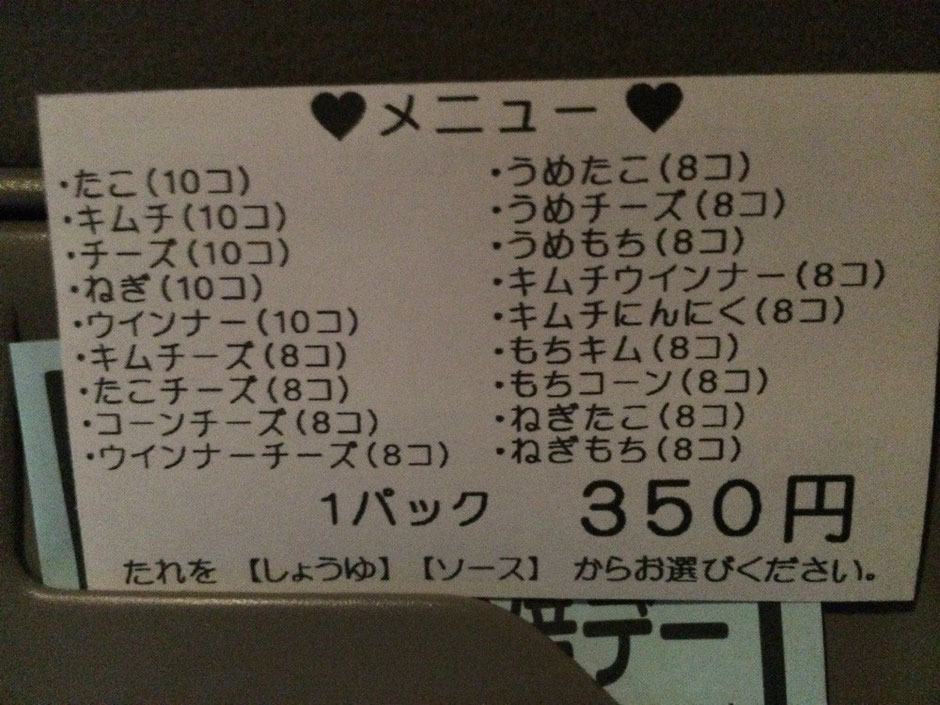 ♥メニュー♥
・たこ(10コ)
・キムチ(10コ)
・チーズ(10コ)
・ねぎ(10コ)
・ウインナー(10コ)
・キムチーズ(8コ)
・たこチーズ(8コ)
・コーンチーズ(8コ)
・ウインナーチーズ(8コ)
・うめたこ(8コ)
・うめチーズ(8コ)
・うめもち(8コ)
・キムチウインナー(8コ)
・キムチにんにく(8コ)
・もちキム(8コ)
・もちコーン(8コ)
・ねぎたこ(8コ)
・ねぎもち(8コ)
1パック 350円
たれを 【しょうゆ】【ソース】 からお選びください。
倍デー